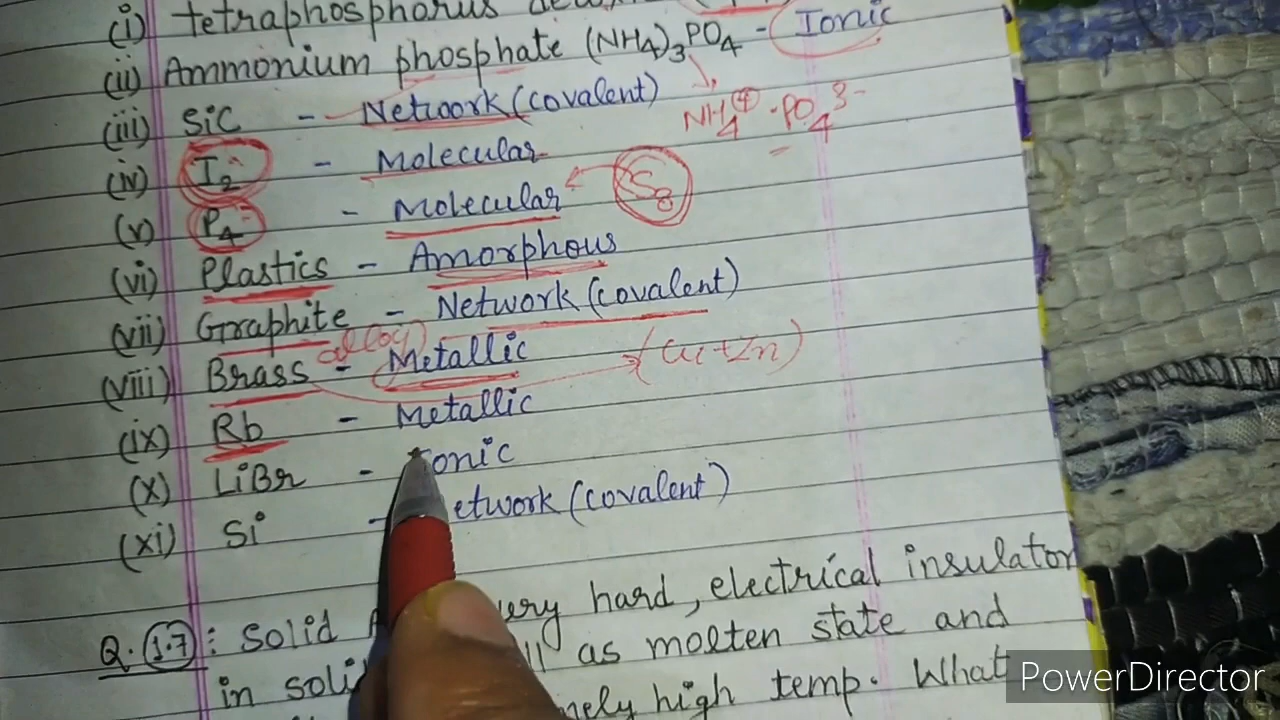 (i) tetraphosphorus
(ii) Ammonium phosphate (NH4)3PO4 - Ionic
(iii) SiC - Network (covalent)
NH4+ · PO4 3-
(iv) I2 - Molecular
S8
(v) P4 - Molecular
(vi) Plastics - Amorphous
(vii) Graphite - Network (covalent)
alloy
(viii) Brass - Metallic (Cu+Zn)
(ix) Rb - Metallic
(x) LiBr - Ionic
(xi) Si - etwork (covalent)
Q. 1.7 : Solid very hard, electrical insulator
in as molten state and
high temp. What
PowerDirector